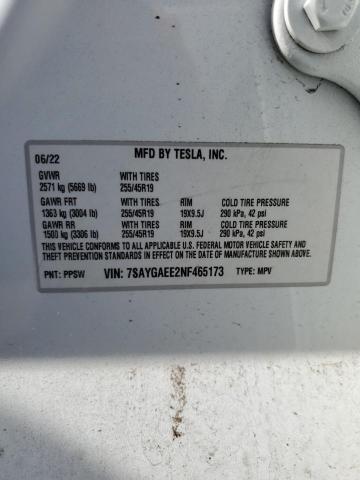 06/22 MFD BY TESLA, INC.
GVWR WITH TIRES
2571 kg (5669 lb) 255/45R19
GAWR FRT WITH TIRES RIM COLD TIRE PRESSURE
1363 kg (3004 lb) 255/45R19 19X9.5J 290 kPa, 42 psi
GAWR RR WITH TIRES RIM COLD TIRE PRESSURE
1500 kg (3306 lb) 255/45R19 19X9.5J 290 kPa, 42 psi
THIS VEHICLE CONFORMS TO ALL APPLICABLE U.S. FEDERAL MOTOR VEHICLE SAFETY AND
THEFT PREVENTION STANDARDS IN EFFECT ON THE DATE OF MANUFACTURE SHOWN ABOVE.
PNT: PPSW VIN: 7SAYGAEE2NF465173 TYPE: MPV